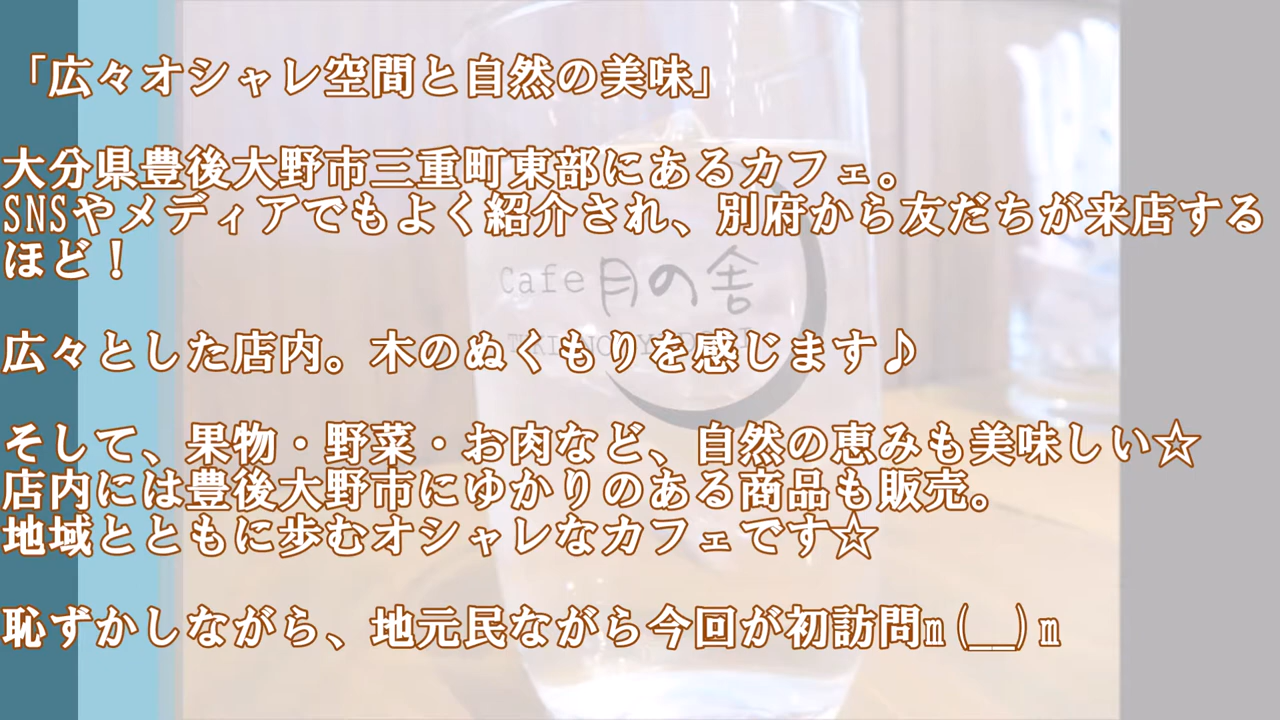 「広々オシャレ空間と自然の美味」
大分県豊後大野市三重町東部にあるカフェ。
SNSやメディアでもよく紹介され、別府から友だちが来店する
ほど！
Cafe 月の舎
広々とした店内。木のぬくもりを感じます♪
そして、果物・野菜・お肉など、自然の恵みも美味しい☆
店内には豊後大野市にゆかりのある商品も販売。
地域とともに歩むオシャレなカフェです☆
恥ずかしながら、地元民ながら今回が初訪問m(__)m